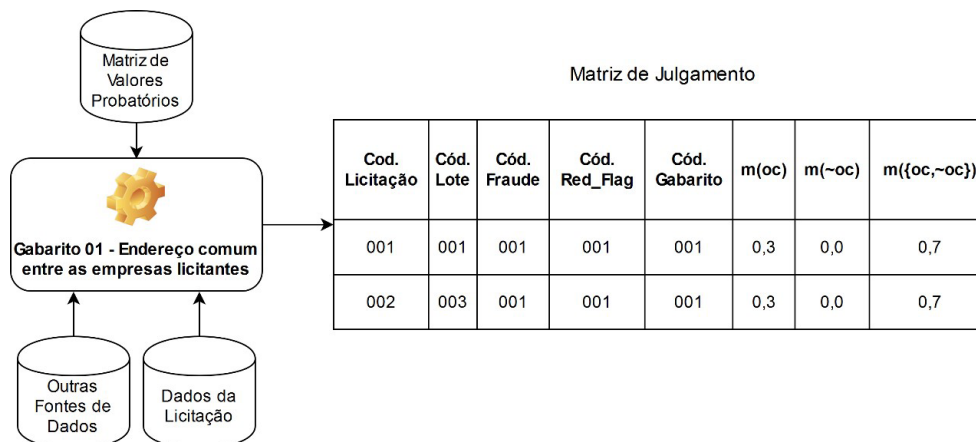 Matriz de
Valores
Probatórios
Gabarito 01 - Endereço comum
entre as empresas licitantes
Outras
Fontes de
Dados
Dados da
Licitação
Matriz de Julgamento
Cod. Licitação Cód. Lote Cód. Fraude Cód. Red_Flag Cód. Gabarito m(oc) m(~oc) m({oc,~oc})
001 001 001 001 001 0,3 0,0 0,7
002 003 001 001 001 0,3 0,0 0,7